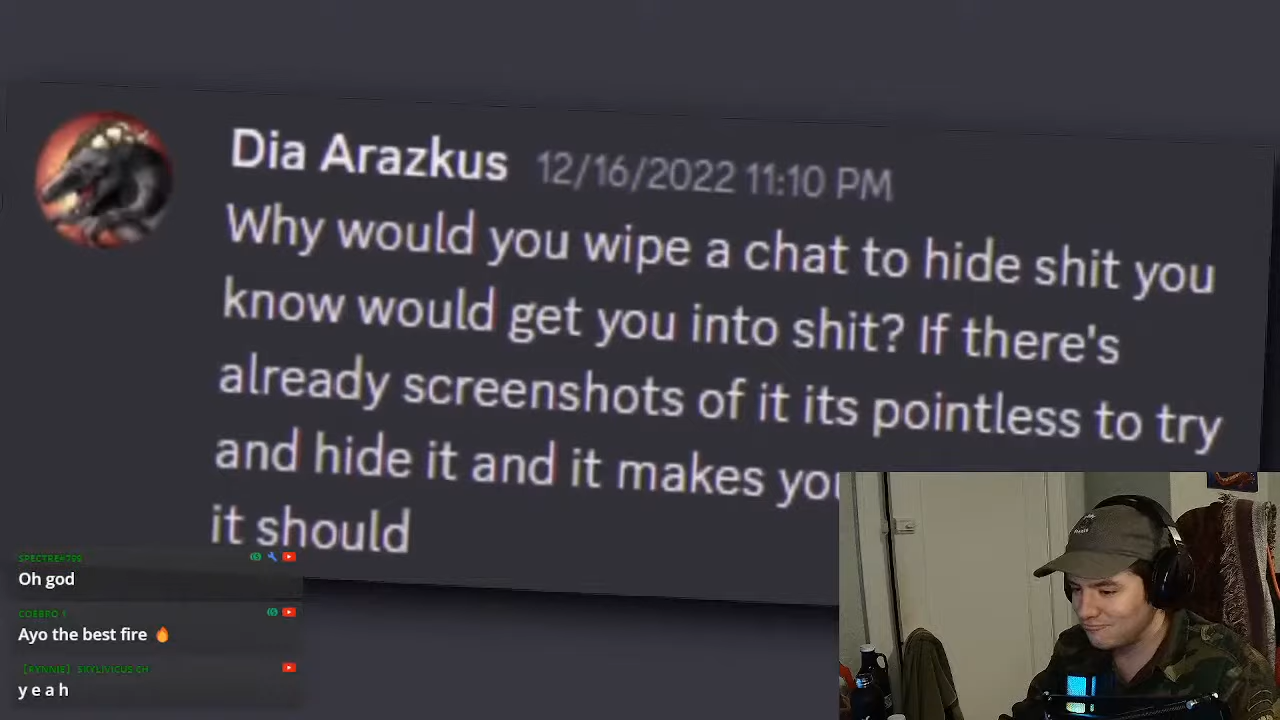 Dia Arazkus 12/16/2022 11:10 PM
Why would you wipe a chat to hide shit you
know would get you into shit? If there's
already screenshots of it its pointless to try
and hide it and it makes you
it should
SPECTRE4799
Oh god
COEBRO 1
Ayo the best fire 🔥
[RYNNIE] SKYLIVICUS CH
y e a h